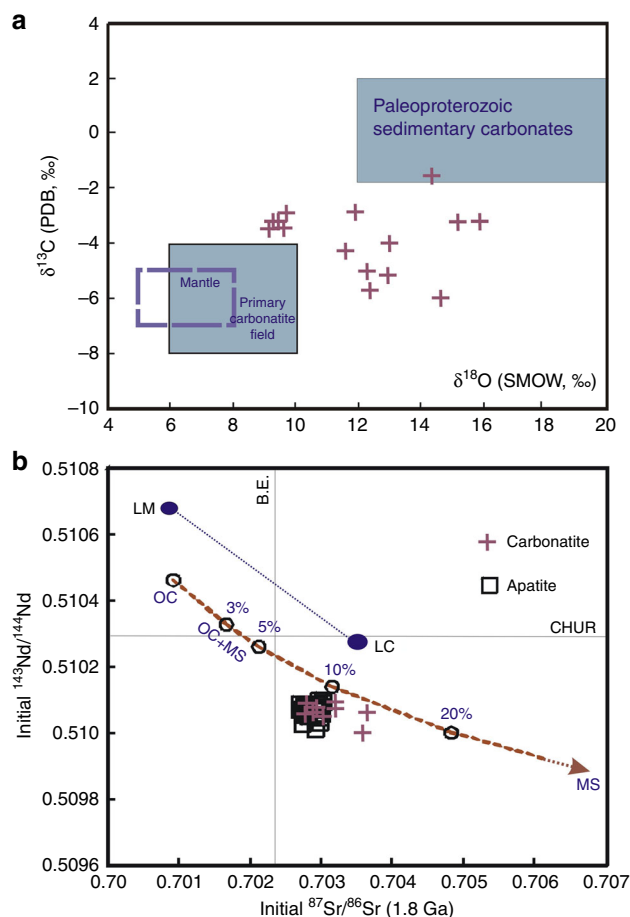 a
4
2
0
−2
−4
−6
−8
−10
δ13C (PDB, ‰)
Paleoproterozoic
sedimentary carbonates
Mantle
Primary
carbonatite
field
δ18O (SMOW, ‰)
4 6 8 10 12 14 16 18 20
b
0.5108
0.5106
0.5104
0.5102
0.510
0.5098
0.5096
Initial 143Nd/144Nd
B.E.
LM
Carbonatite
Apatite
OC
3%
5%
OC+MS
LC
CHUR
10%
20%
MS
0.70 0.701 0.702 0.703 0.704 0.705 0.706 0.707
Initial 87Sr/86Sr (1.8 Ga)